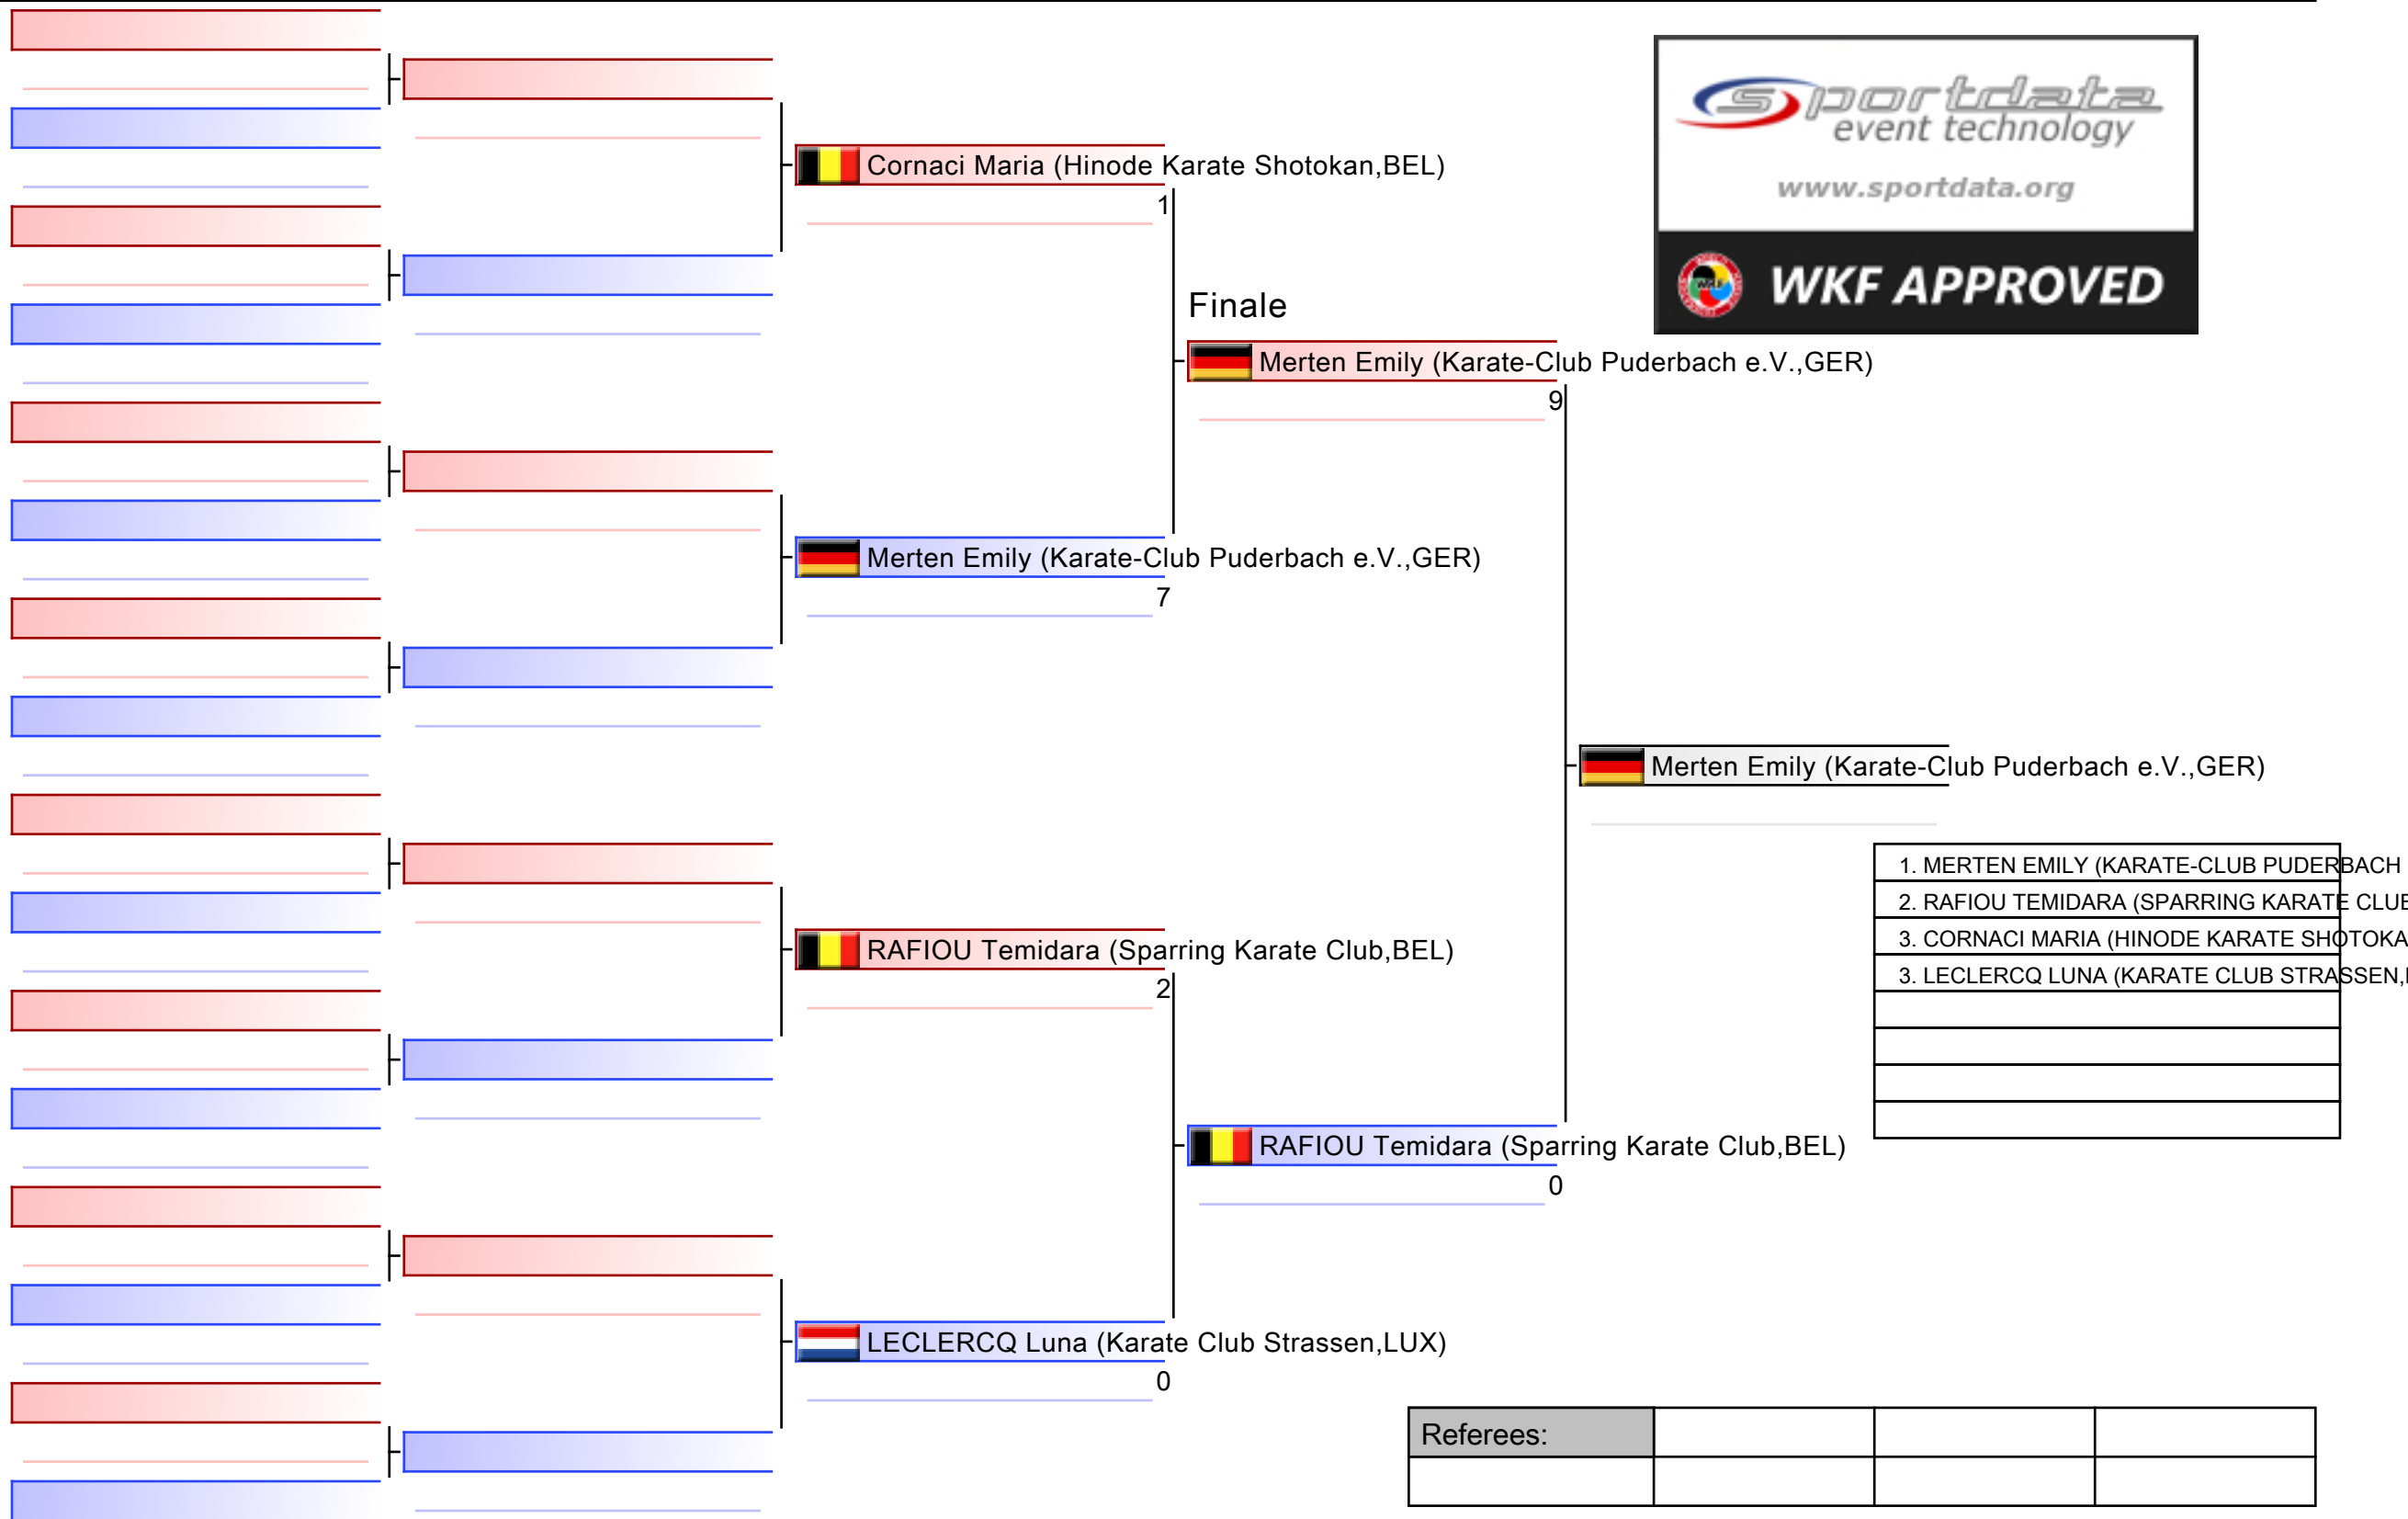 sportdata
event technology
www.sportdata.org
WKF APPROVED
Cornaci Maria (Hinode Karate Shotokan,BEL)
1
Finale
Merten Emily (Karate-Club Puderbach e.V.,GER)
9
Merten Emily (Karate-Club Puderbach e.V.,GER)
7
Merten Emily (Karate-Club Puderbach e.V.,GER)
1. MERTEN EMILY (KARATE-CLUB PUDERBACH
2. RAFIOU TEMIDARA (SPARRING KARATE CLUB
3. CORNACI MARIA (HINODE KARATE SHOTOKA
3. LECLERCQ LUNA (KARATE CLUB STRASSEN,
RAFIOU Temidara (Sparring Karate Club,BEL)
2
RAFIOU Temidara (Sparring Karate Club,BEL)
0
LECLERCQ Luna (Karate Club Strassen,LUX)
0
Referees: